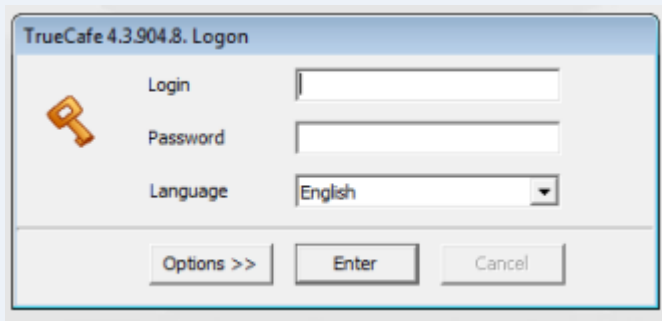 TrueCafe 4.3.904.8. Logon
Login
Password
Language English
Options >> Enter Cancel